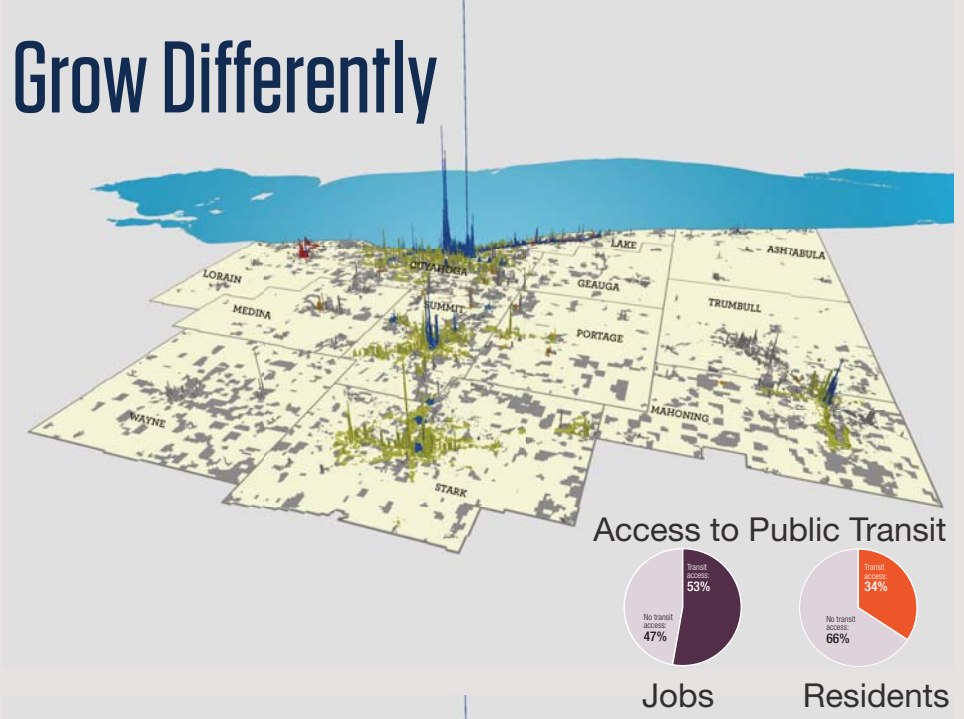 Grow Differently
LAKE
ASHTABULA
CUYAHOGA
LORAIN
GEAUGA
SUMMIT
TRUMBULL
MEDINA
PORTAGE
MAHONING
WAYNE
STARK
Access to Public Transit
Transit
access:
53%
No transit
access:
47%
Transit
access:
34%
No transit
access:
66%
Jobs
Residents